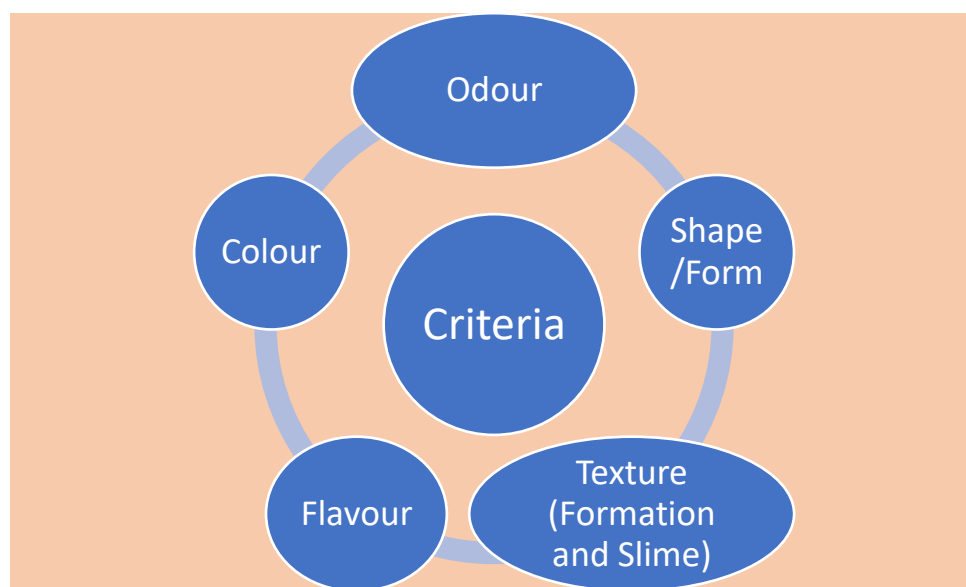 Odour
Colour
Shape
/Form
Criteria
Flavour
Texture
(Formation
and Slime)